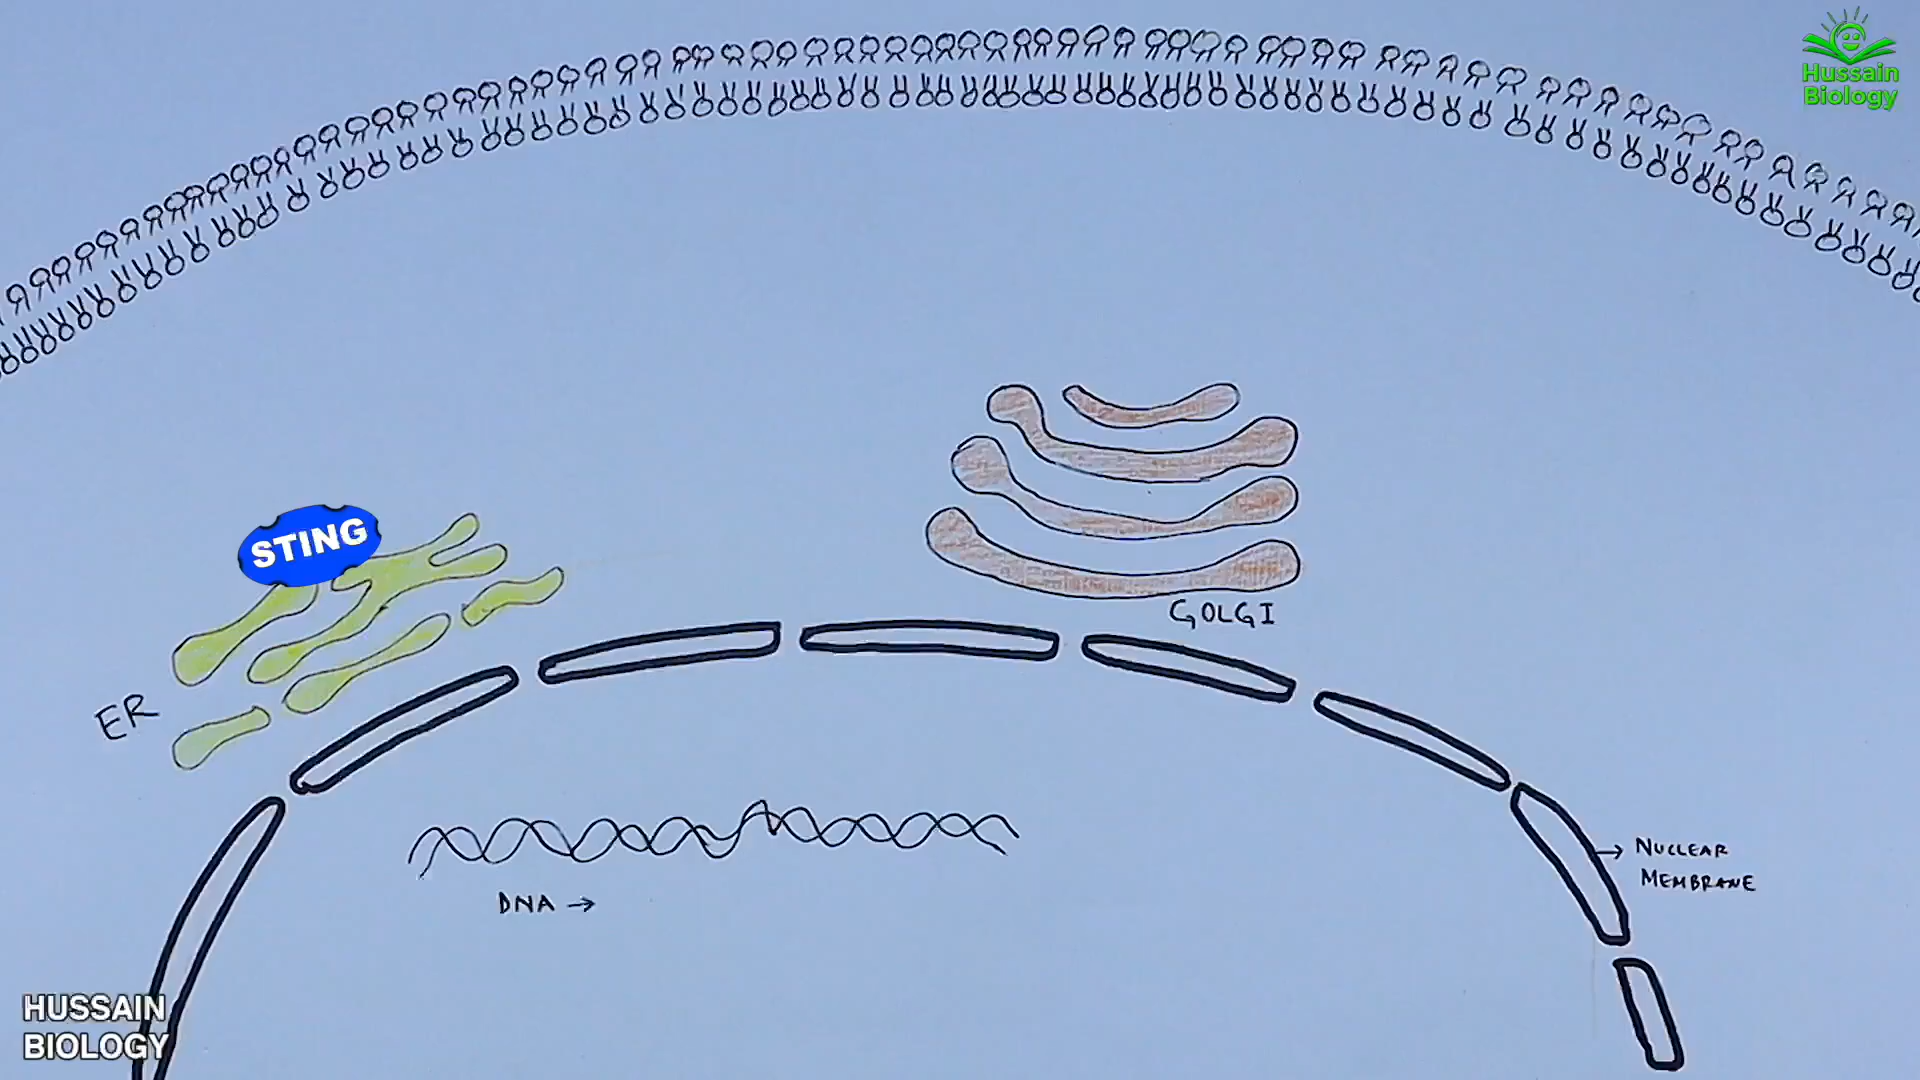 Hussain
Biology
STING
GOLGI
ER
NUCLEAR
MEMBRANE
DNA →
HUSSAIN
BIOLOGY